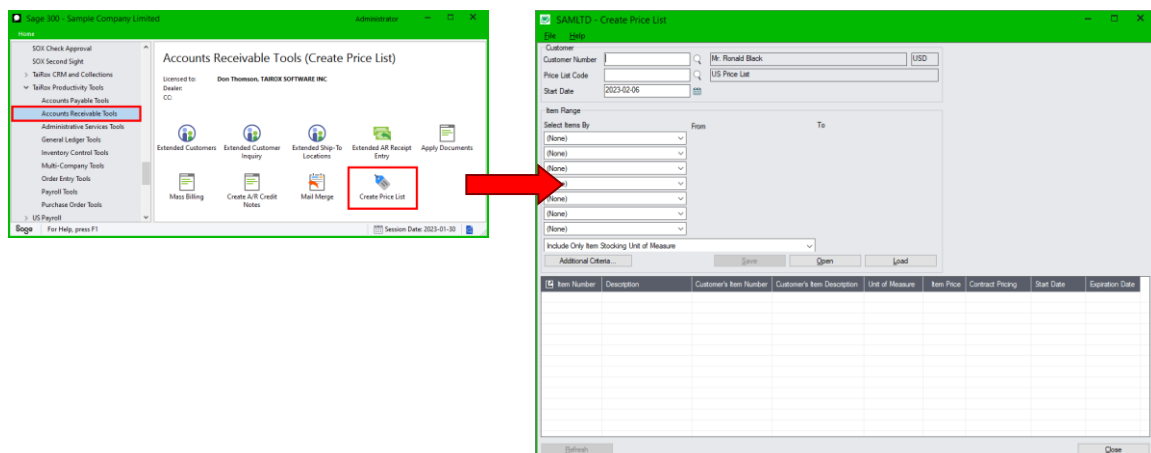 Sage 300 - Sample Company Limited
Administrator
Home
SOX Check Approval
SOX Second Sight
TaiRox CRM and Collections
TaiRox Productivity Tools
Accounts Payable Tools
Accounts Receivable Tools
Administrative Services Tools
General Ledger Tools
Inventory Control Tools
Multi-Company Tools
Order Entry Tools
Payroll Tools
Purchase Order Tools
US Payroll
Accounts Receivable Tools (Create Price List)
Licensed to: Don Thomson, TAIROX SOFTWARE INC
Dealer:
CC:
Extended Customers
Extended Customer
Inquiry
Extended Ship-To
Locations
Extended AR Receipt
Entry
Apply Documents
Mass Billing
Create A/R Credit
Notes
Mail Merge
Create Price List
Sage For Help, press F1
Session Date: 2023-01-30
SAMLTD - Create Price List
File Help
Customer
Customer Number Mr. Ronald Black USD
Price List Code US Price List
Start Date 2023-02-06
Item Range
Select Items By From To
(None)
(None)
(None)
(None)
(None)
(None)
Include Only Item Stocking Unit of Measure
Additional Criteria... Save Open Load
Item Number Description Customer's Item Number Customer's Item Description Unit of Measure Item Price Contract Pricing Start Date Expiration Date
Refresh Close